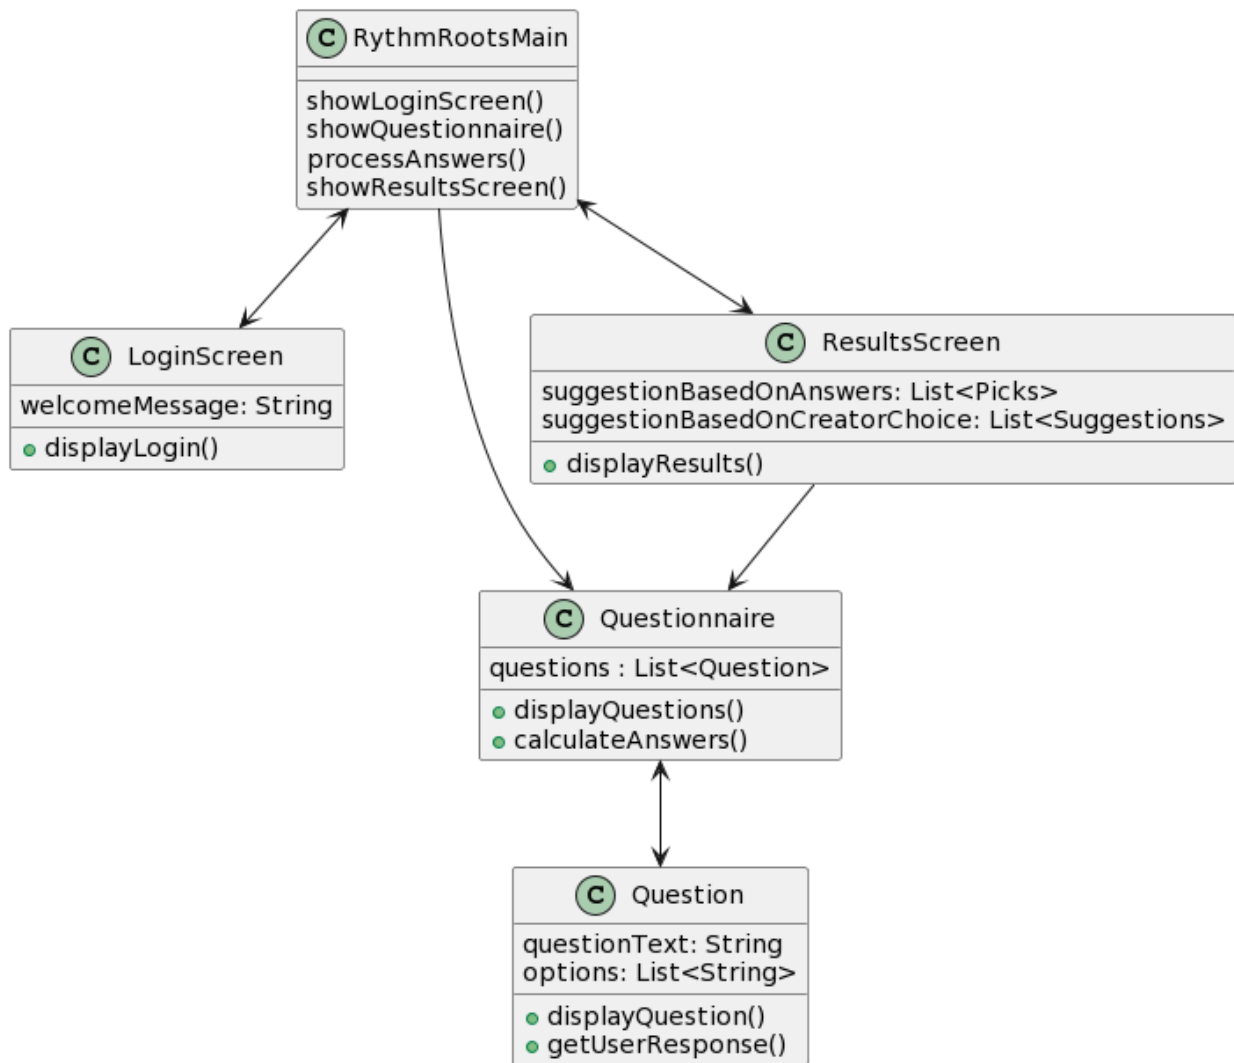 C RythmRootsMain
showLoginScreen()
showQuestionnaire()
processAnswers()
showResultsScreen()
C LoginScreen
welcomeMessage: String
displayLogin()
C ResultsScreen
suggestionBasedOnAnswers: List<Picks>
suggestionBasedOnCreatorChoice: List<Suggestions>
displayResults()
C Questionnaire
questions : List<Question>
displayQuestions()
calculateAnswers()
C Question
questionText: String
options: List<String>
displayQuestion()
getUserResponse()